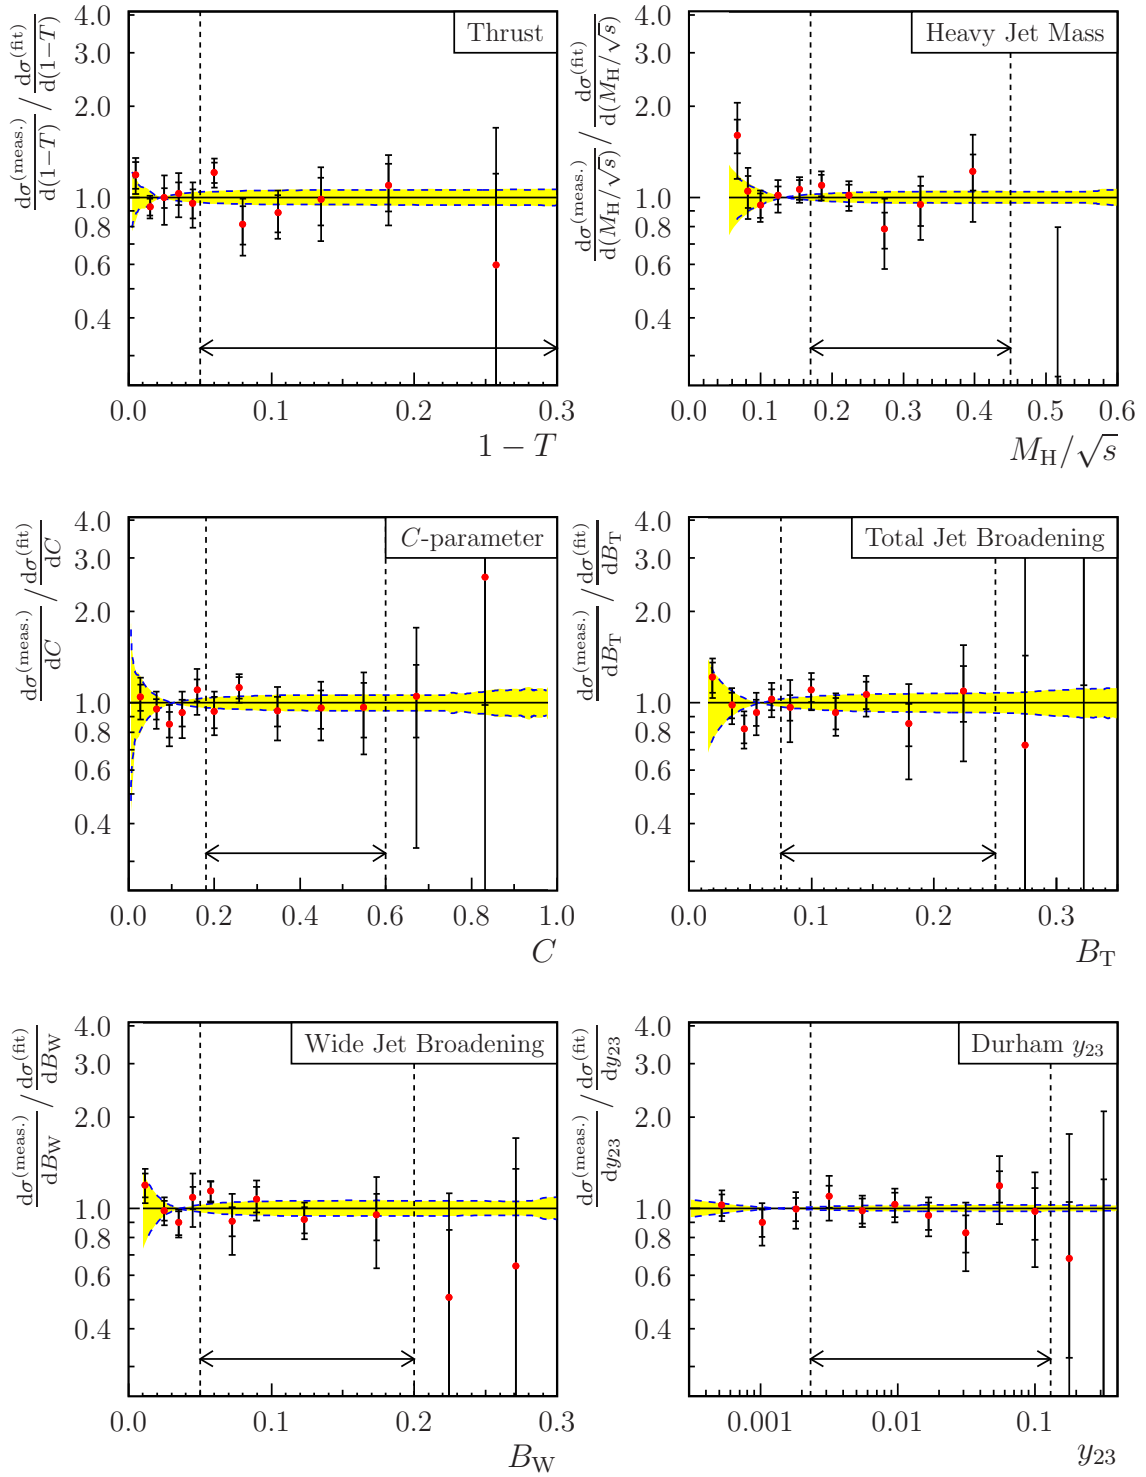 Thrust
dσ^(meas.)/d(1−T) / dσ^(fit)/d(1−T)
4.0
3.0
2.0
1.0
0.8
0.6
0.4
0.0 0.1 0.2 0.3
1 − T
Heavy Jet Mass
dσ^(meas.)/d(M_H/√s) / dσ^(fit)/d(M_H/√s)
4.0
3.0
2.0
1.0
0.8
0.6
0.4
0.0 0.1 0.2 0.3 0.4 0.5 0.6
M_H/√s
C-parameter
dσ^(meas.)/dC / dσ^(fit)/dC
4.0
3.0
2.0
1.0
0.8
0.6
0.4
0.0 0.2 0.4 0.6 0.8 1.0
C
Total Jet Broadening
dσ^(meas.)/dB_T / dσ^(fit)/dB_T
4.0
3.0
2.0
1.0
0.8
0.6
0.4
0.0 0.1 0.2 0.3
B_T
Wide Jet Broadening
dσ^(meas.)/dB_W / dσ^(fit)/dB_W
4.0
3.0
2.0
1.0
0.8
0.6
0.4
0.0 0.1 0.2 0.3
B_W
Durham y_23
dσ^(meas.)/dy_23 / dσ^(fit)/dy_23
4.0
3.0
2.0
1.0
0.8
0.6
0.4
0.001 0.01 0.1
y_23